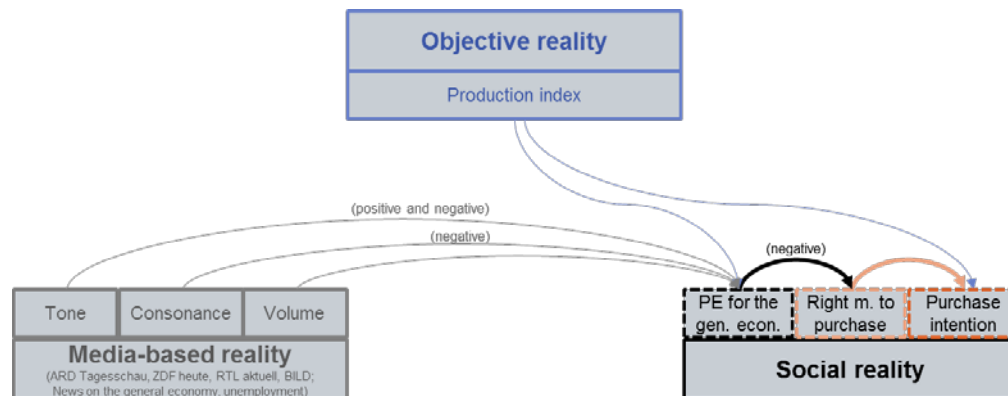 Objective reality
Production index
(positive and negative)
(negative)
(negative)
Tone
Consonance
Volume
PE for the
gen. econ.
Right m. to
purchase
Purchase
intention
Media-based reality
(ARD Tagesschau, ZDF heute, RTL aktuell, BILD;
News on the general economy, unemployment)
Social reality